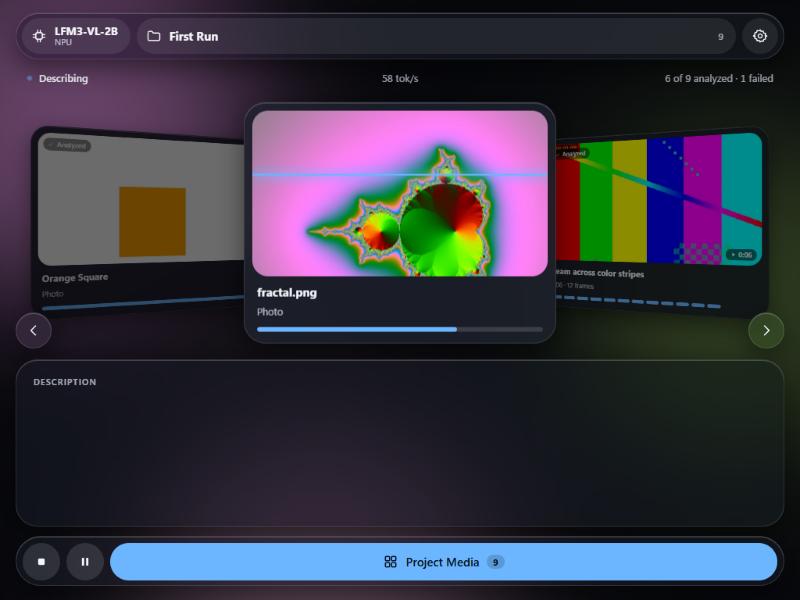 LFM3-VL-2B
NPU
First Run
9
Describing
58 tok/s
6 of 9 analyzed · 1 failed
Analyzed
Orange Square
Photo
fractal.png
Photo
Analyzed
0:06
across color stripes
12 frames
DESCRIPTION
Project Media 9